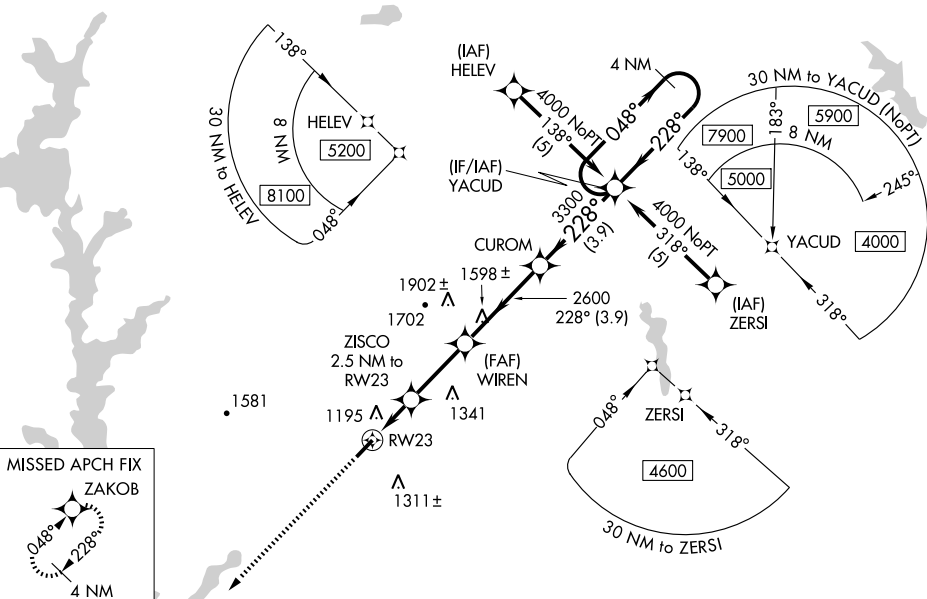 138°
HELEV
5200
8 NM
8100
30 NM to HELEV
048°
(IAF)
HELEV
4000 NoPT
138°
(5)
4 NM
048°
228°
(IF/IAF)
YACUD
3300
228°
(3.9)
4000 NoPT
318°
(5)
(IAF)
ZERSI
30 NM to YACUD (NoPT)
5900
7900
183°
8 NM
138°
5000
245°
YACUD
4000
318°
CUROM
1598 ±
1902 ±
1702
2600
228° (3.9)
ZISCO
2.5 NM to
RW23
(FAF)
WIREN
1581
1195
1341
RW23
1311 ±
048°
ZERSI
318°
4600
30 NM to ZERSI
MISSED APCH FIX
ZAKOB
048°
228°
4 NM